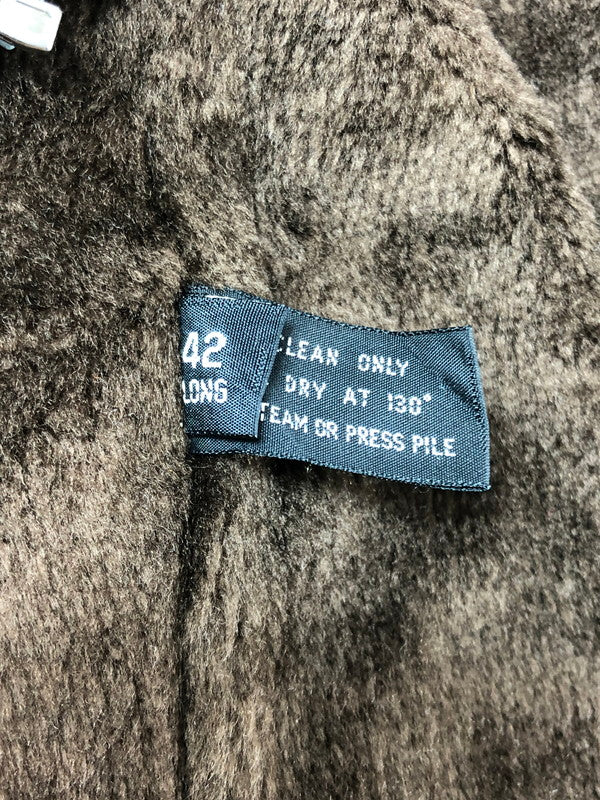 42
LONG
CLEAN ONLY
DRY AT 130°
TEAM OR PRESS PILE